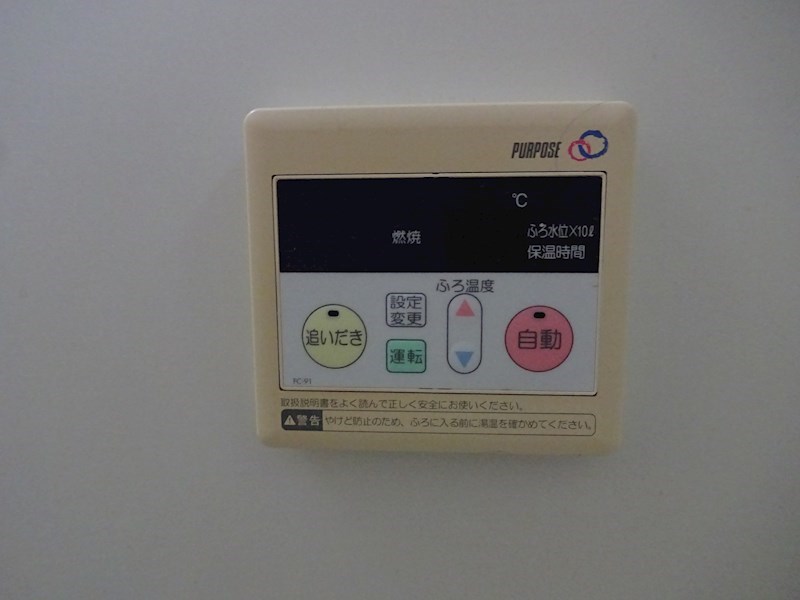 PURPOSE
℃
燃焼
ふろ水位×10ℓ
保温時間
ふろ温度
追いだき
設定
変更
運転
自動
PC-91
取扱説明書をよく読んで正しく安全にお使いください。
警告 やけど防止のため、ふろに入る前に湯温を確かめてください。